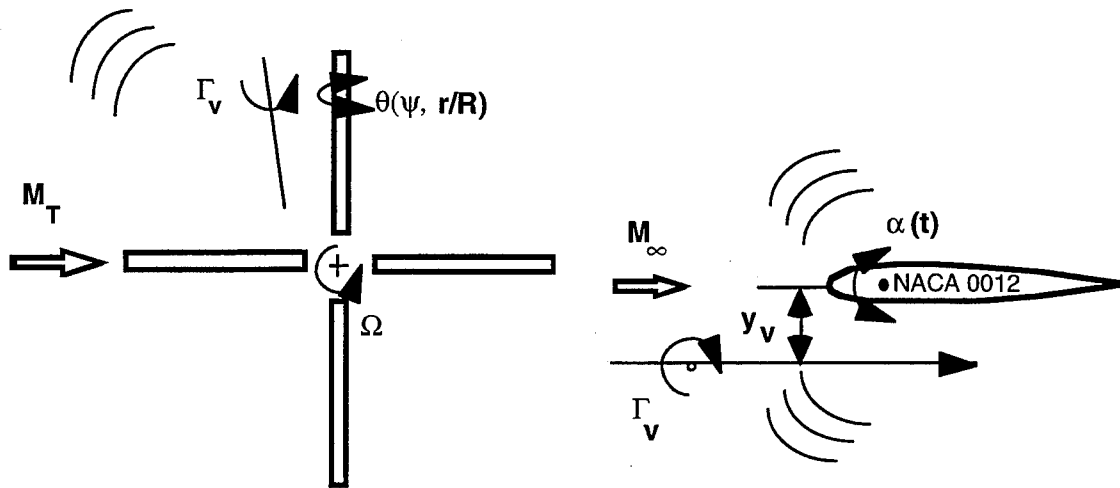 Γv
θ(ψ, r/R)
MT
Ω
M∞
α(t)
NACA 0012
yv
Γv